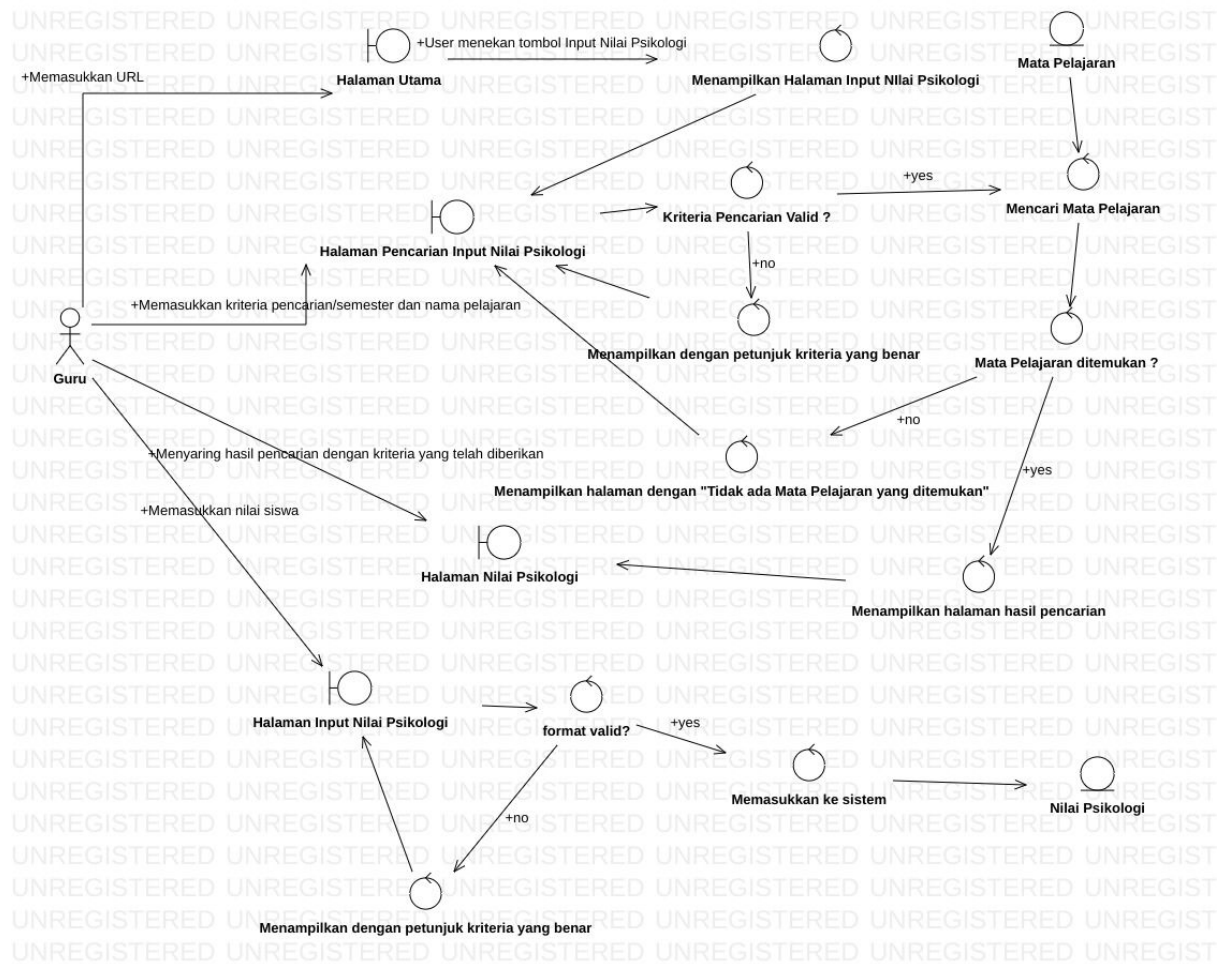 +User menekan tombol Input Nilai Psikologi
+Memasukkan URL
Halaman Utama
Menampilkan Halaman Input NIlai Psikologi
Mata Pelajaran
+yes
Kriteria Pencarian Valid ?
Mencari Mata Pelajaran
Halaman Pencarian Input Nilai Psikologi
+no
+Memasukkan kriteria pencarian/semester dan nama pelajaran
Menampilkan dengan petunjuk kriteria yang benar
Mata Pelajaran ditemukan ?
Guru
+no
+Menyaring hasil pencarian dengan kriteria yang telah diberikan
+yes
Menampilkan halaman dengan "Tidak ada Mata Pelajaran yang ditemukan"
+Memasukkan nilai siswa
Halaman Nilai Psikologi
Menampilkan halaman hasil pencarian
Halaman Input Nilai Psikologi
format valid?
+yes
Memasukkan ke sistem
Nilai Psikologi
+no
Menampilkan dengan petunjuk kriteria yang benar
UNREGISTERED